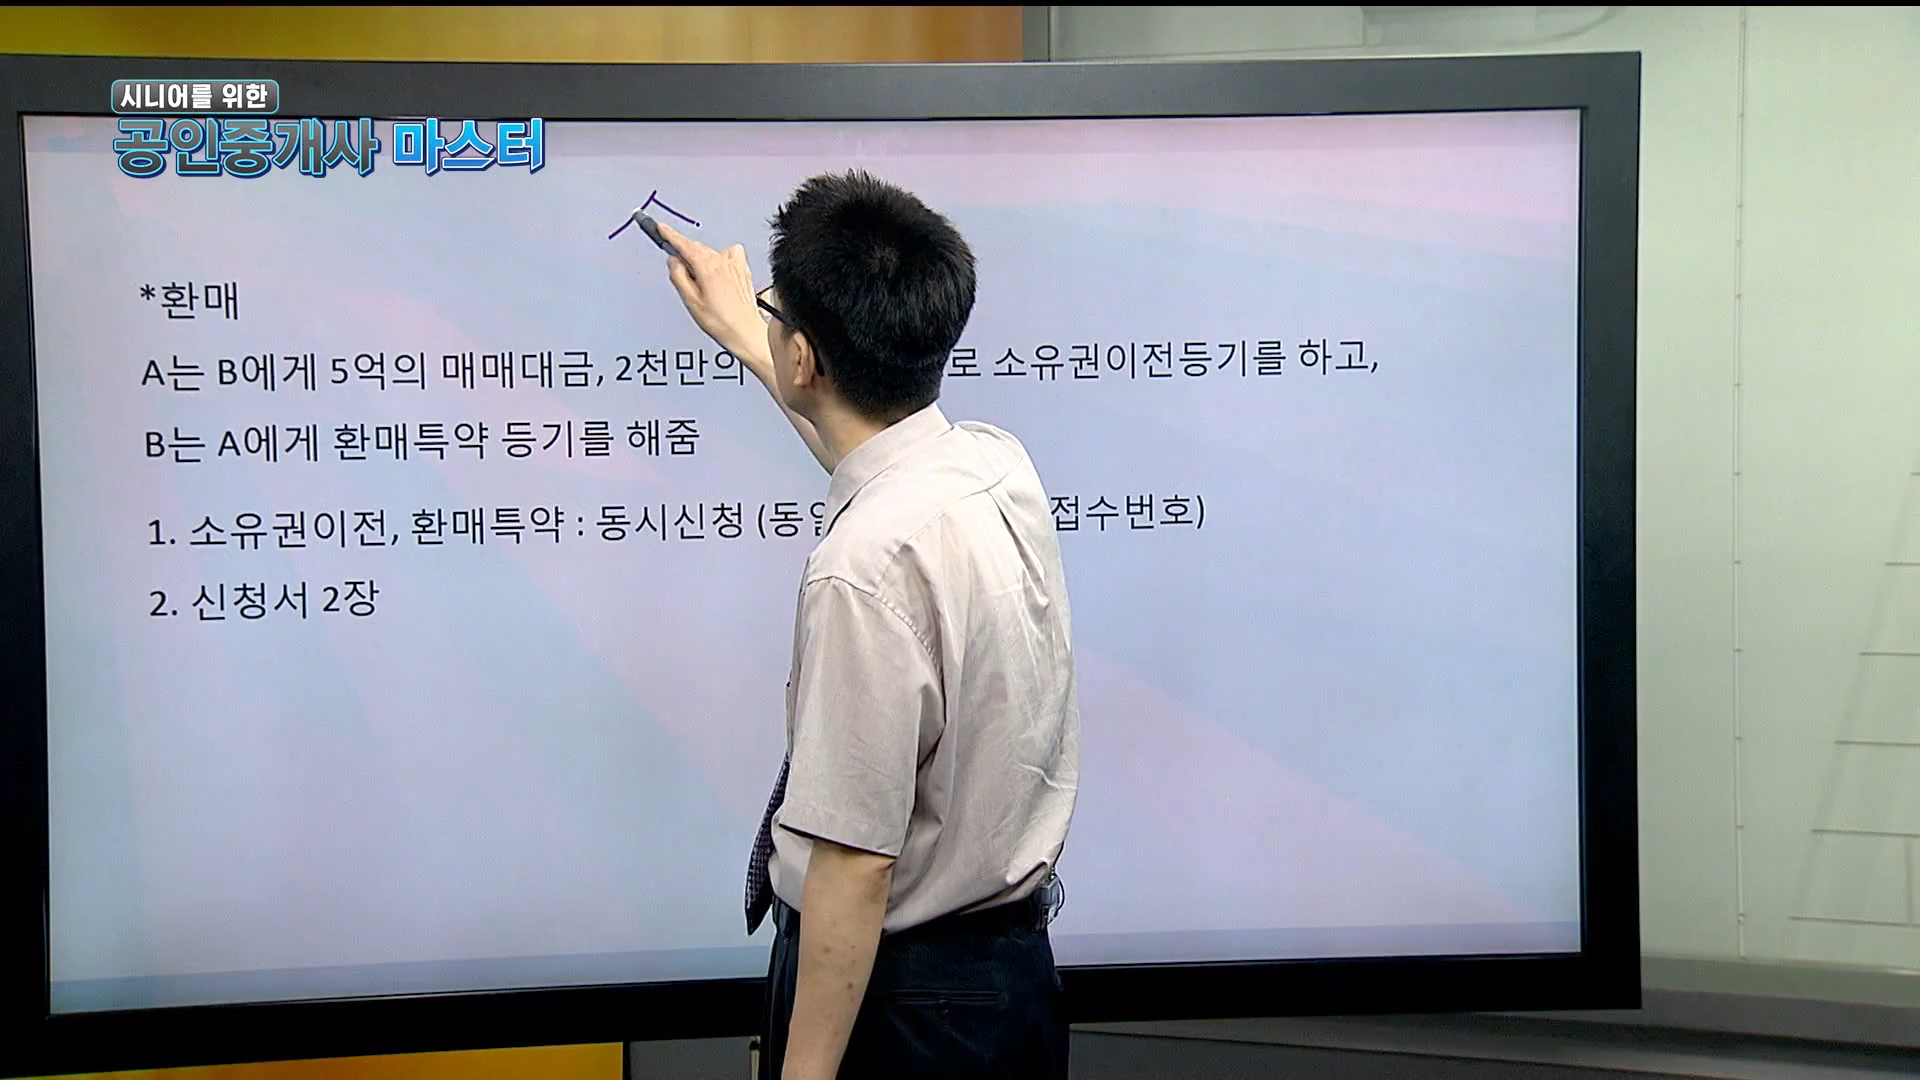 시니어를 위한
공인중개사 마스터
*환매
A는 B에게 5억의 매매대금, 2천만의 로 소유권이전등기를 하고,
B는 A에게 환매특약 등기를 해줌
1. 소유권이전, 환매특약 : 동시신청 (동일 접수번호)
2. 신청서 2장